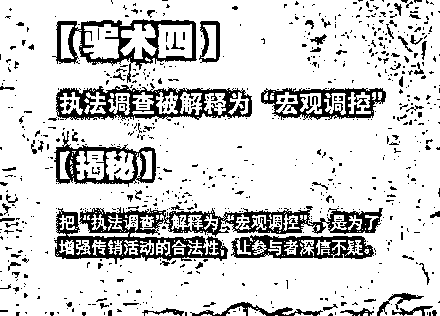 【骗术四】
执法调查被解释为“宏观调控”
【揭秘】
把“执法调查”解释为“宏观调控”，是为了
增强传销活动的合法性，让参与者深信不疑。